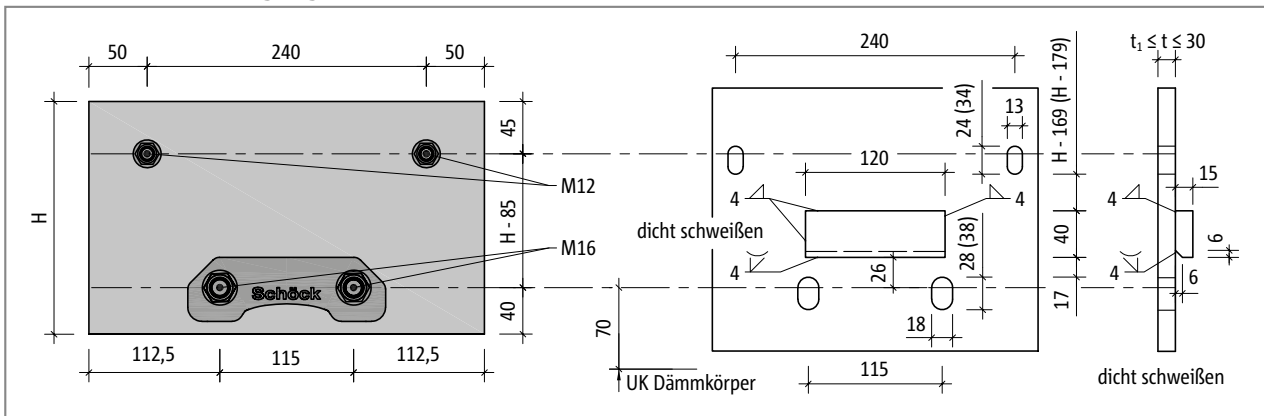 50
240
50
H
45
H - 85
40
M12
M16
Schöck
112,5
115
112,5
240
24 (34)
13
120
4
4
dicht schweißen
4
26
28 (38)
18
70
UK Dämmkörper
115
t₁ ≤ t ≤ 30
H - 169 (H - 179)
15
4
40
6
4
6
17
dicht schweißen